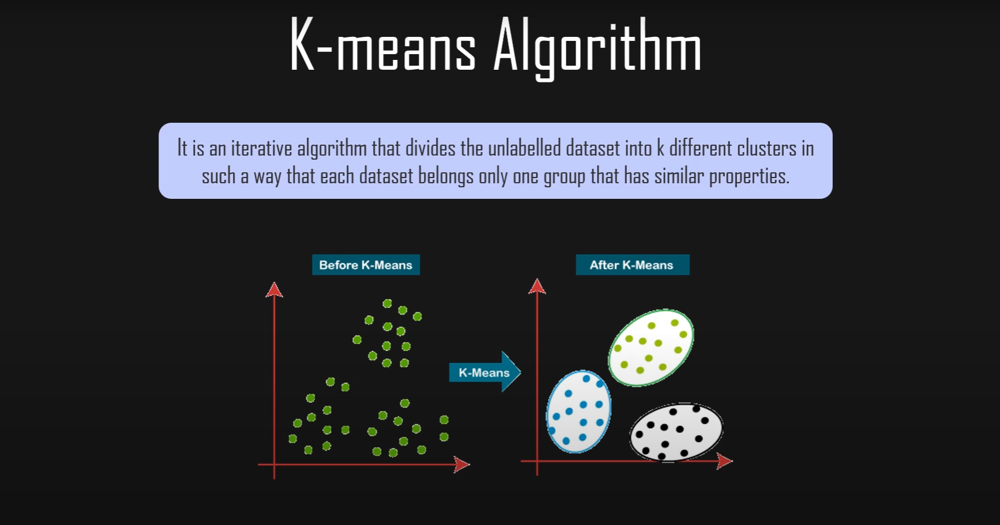 K-means Algorithm
It is an iterative algorithm that divides the unlabelled dataset into k different clusters in
such a way that each dataset belongs only one group that has similar properties.
Before K-Means
After K-Means
K-Means